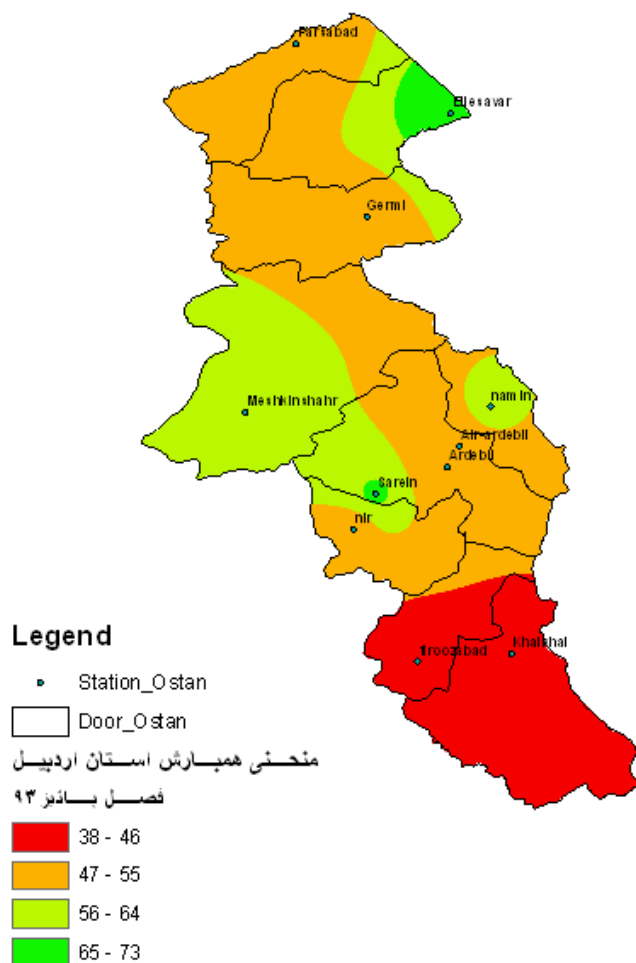 Parsabad
Bilesavar
Germi
Meshkinshahr
namin
Air-ardebil
Ardebil
Sarein
nir
firoozabad
Khalkhal
Legend
Station_Ostan
Door_Ostan
منحنی همبارش استان اردبیل
فصل پاییز ۹۳
38 - 46
47 - 55
56 - 64
65 - 73